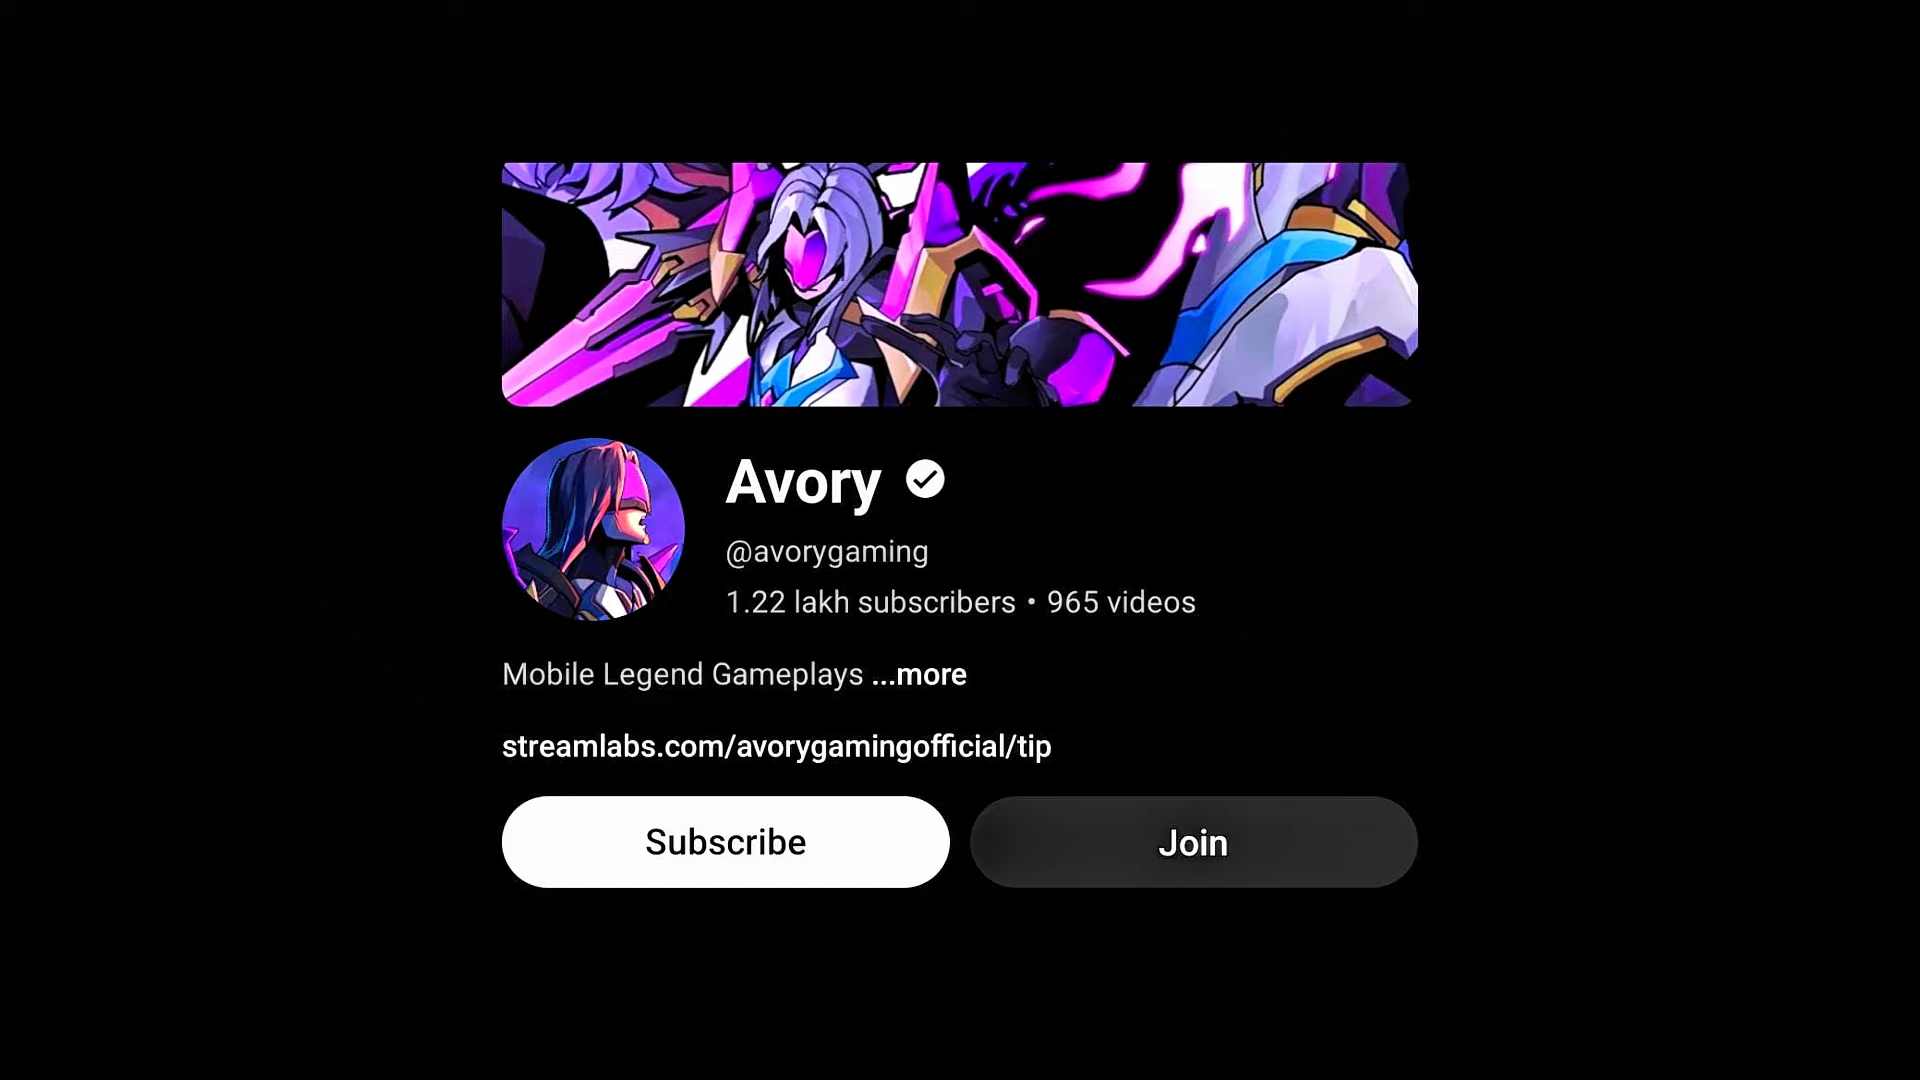 Avory
@avorygaming
1.22 lakh subscribers • 965 videos
Mobile Legend Gameplays ...more
streamlabs.com/avorygamingofficial/tip
Subscribe
Join